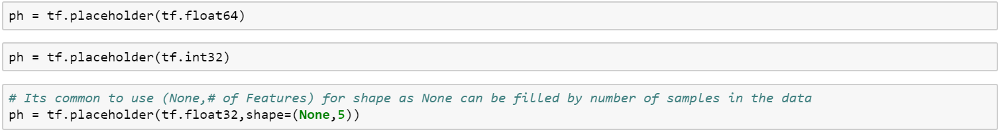 ph = tf.placeholder(tf.float64)
ph = tf.placeholder(tf.int32)
# Its common to use (None,# of Features) for shape as None can be filled by number of samples in the data
ph = tf.placeholder(tf.float32,shape=(None,5))